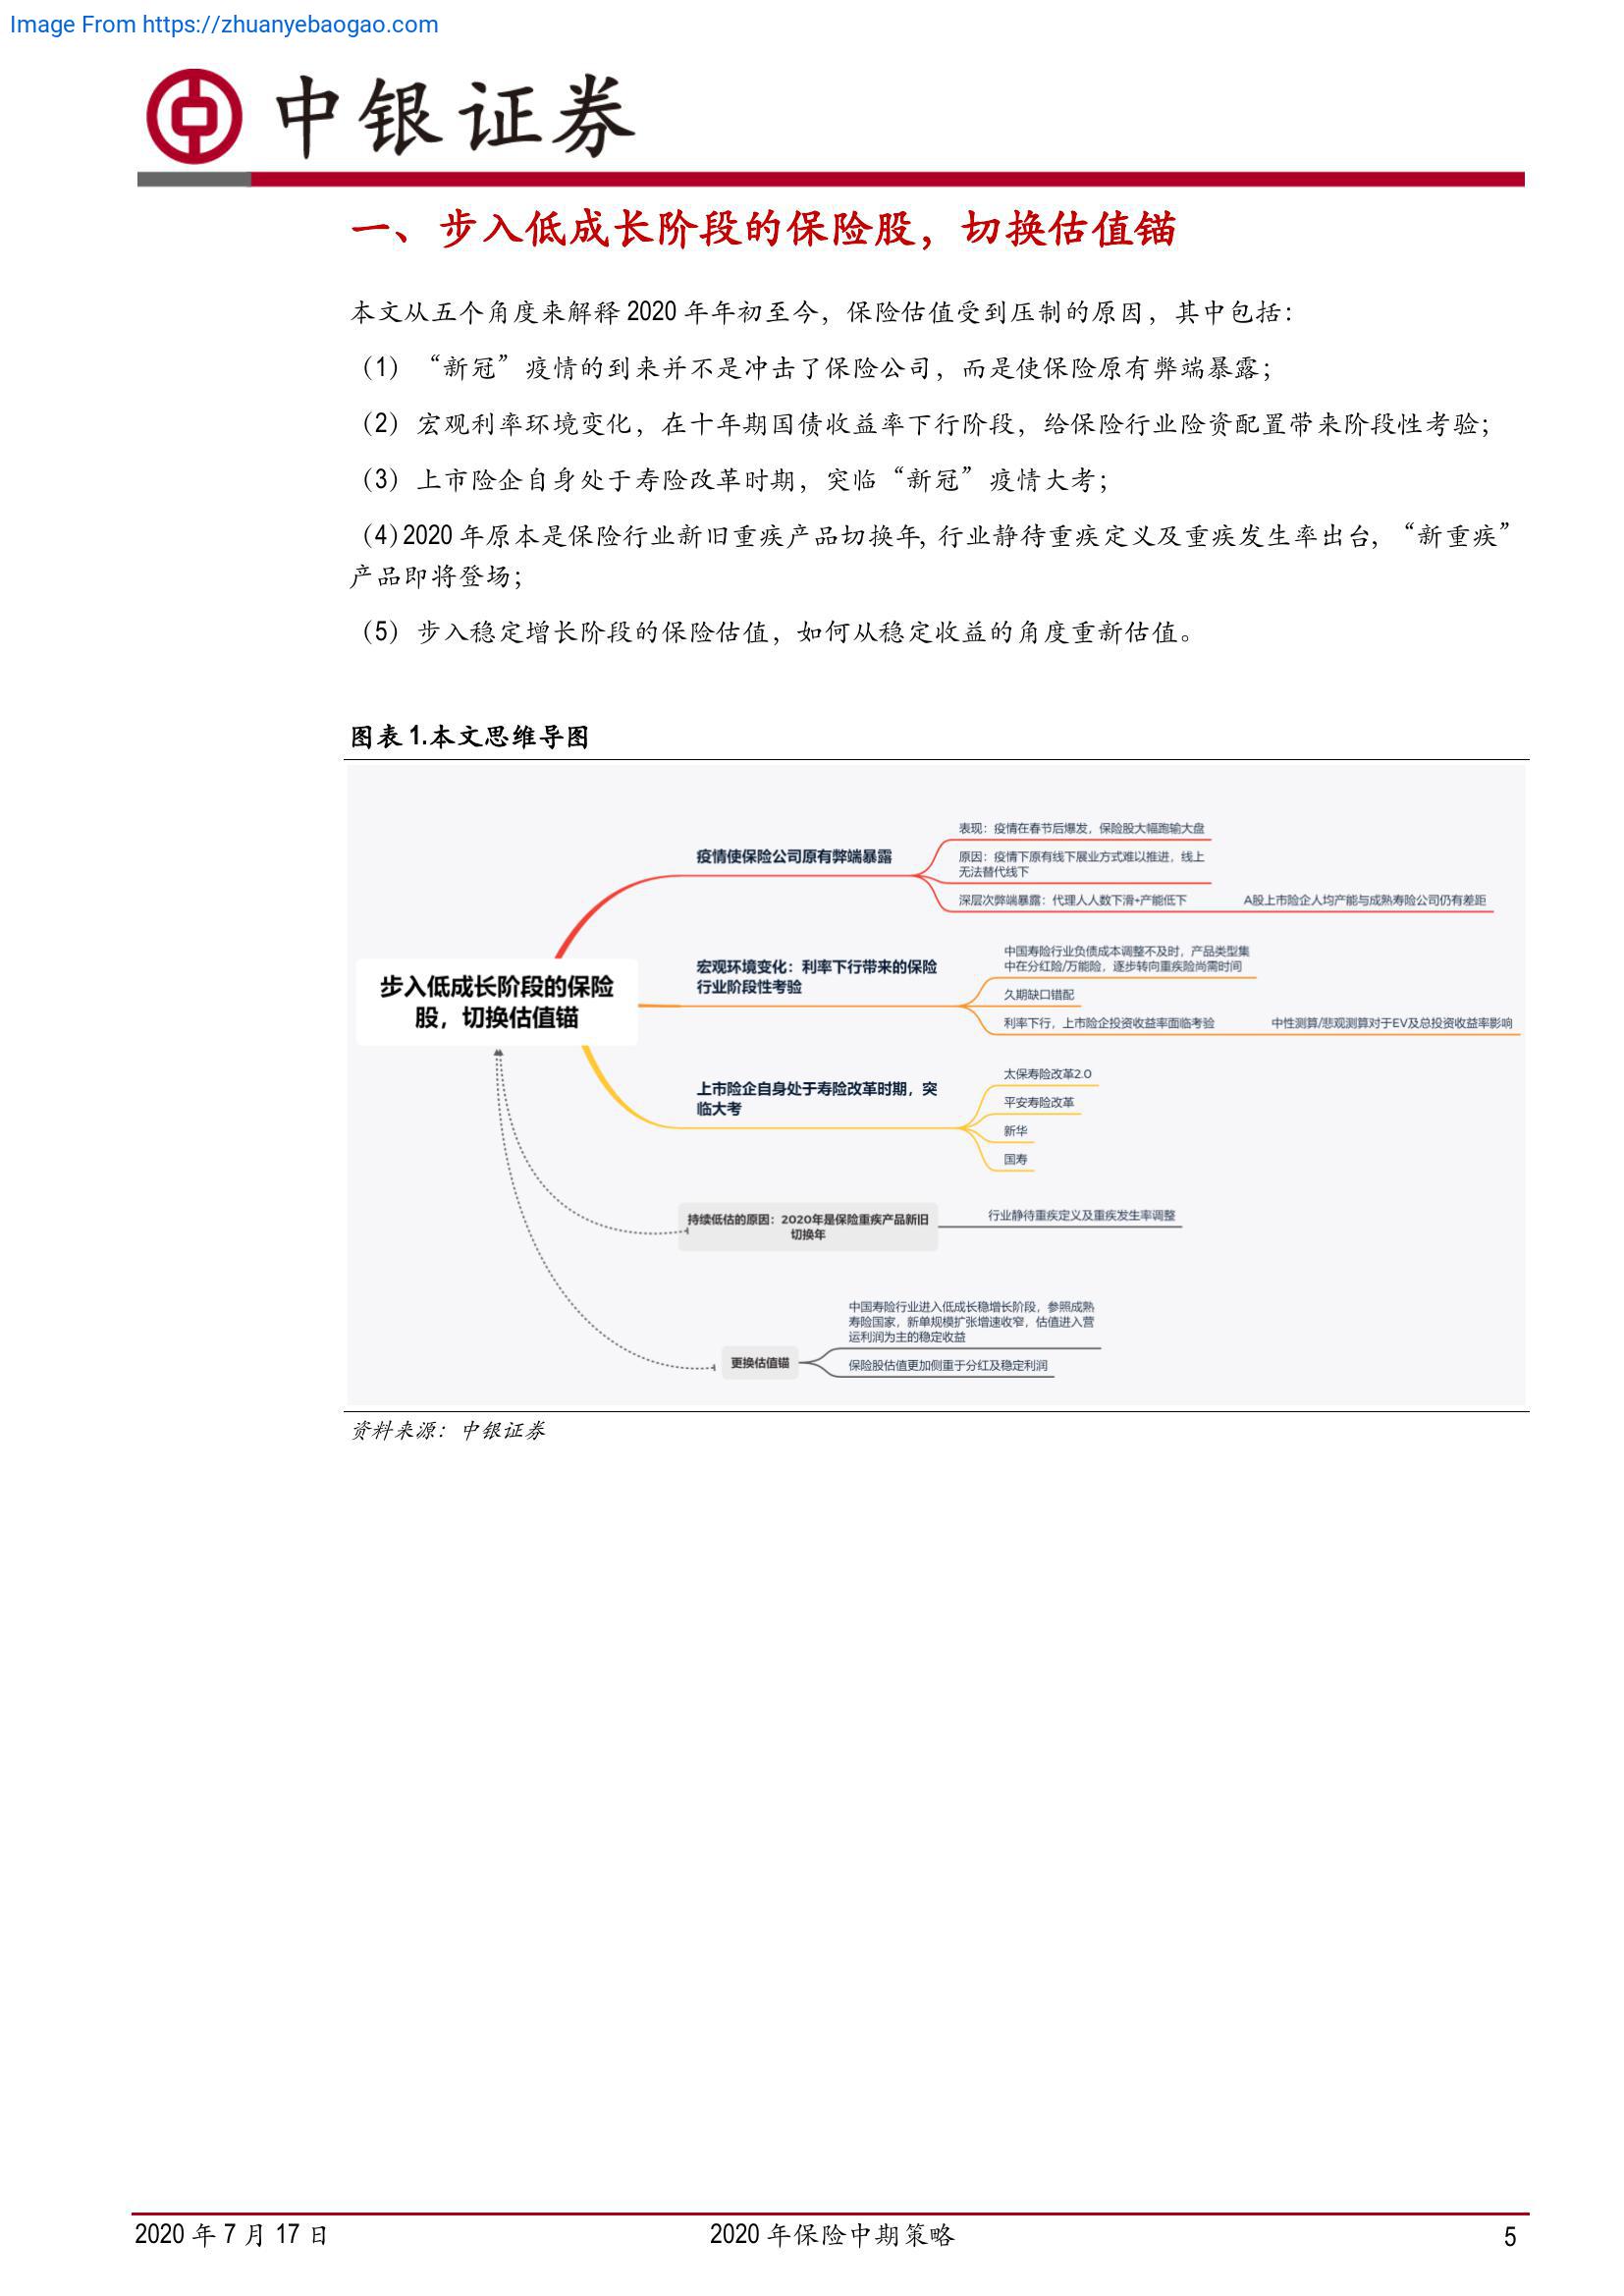 Image From https://zhuanyebaogao.com
中银证券
一、步入低成长阶段的保险股，切换估值锚
本文从五个角度来解释 2020 年年初至今，保险估值受到压制的原因，其中包括：
（1）“新冠”疫情的到来并不是冲击了保险公司，而是使保险原有弊端暴露；
（2）宏观利率环境变化，在十年期国债收益率下行阶段，给保险行业险资配置带来阶段性考验；
（3）上市险企自身处于寿险改革时期，突临“新冠”疫情大考；
（4）2020 年原本是保险行业新旧重疾产品切换年，行业静待重疾定义及重疾发生率出台，“新重疾”
产品即将登场；
（5）步入稳定增长阶段的保险估值，如何从稳定收益的角度重新估值。
图表 1.本文思维导图
步入低成长阶段的保险
股，切换估值锚
疫情使保险公司原有弊端暴露
表现：疫情在春节后爆发，保险股大幅跑输大盘
原因：疫情下原有线下展业方式难以推进，线上
无法替代线下
深层次弊端暴露：代理人人数下滑+产能低下
A股上市险企人均产能与成熟寿险公司仍有差距
宏观环境变化：利率下行带来的保险
行业阶段性考验
中国寿险行业负债成本调整不及时，产品类型集
中在分红险/万能险，逐步转向重疾险尚需时间
久期缺口错配
利率下行，上市险企投资收益率面临考验
中性测算/悲观测算对于EV及总投资收益率影响
上市险企自身处于寿险改革时期，突
临大考
太保寿险改革2.0
平安寿险改革
新华
国寿
持续低估的原因：2020年是保险重疾产品新旧
切换年
行业静待重疾定义及重疾发生率调整
更换估值锚
中国寿险行业进入低成长稳增长阶段，参照成熟
寿险国家，新单规模扩张增速收窄，估值进入营
运利润为主的稳定收益
保险股估值更加侧重于分红及稳定利润
资料来源：中银证券
2020 年 7 月 17 日
2020 年保险中期策略
5